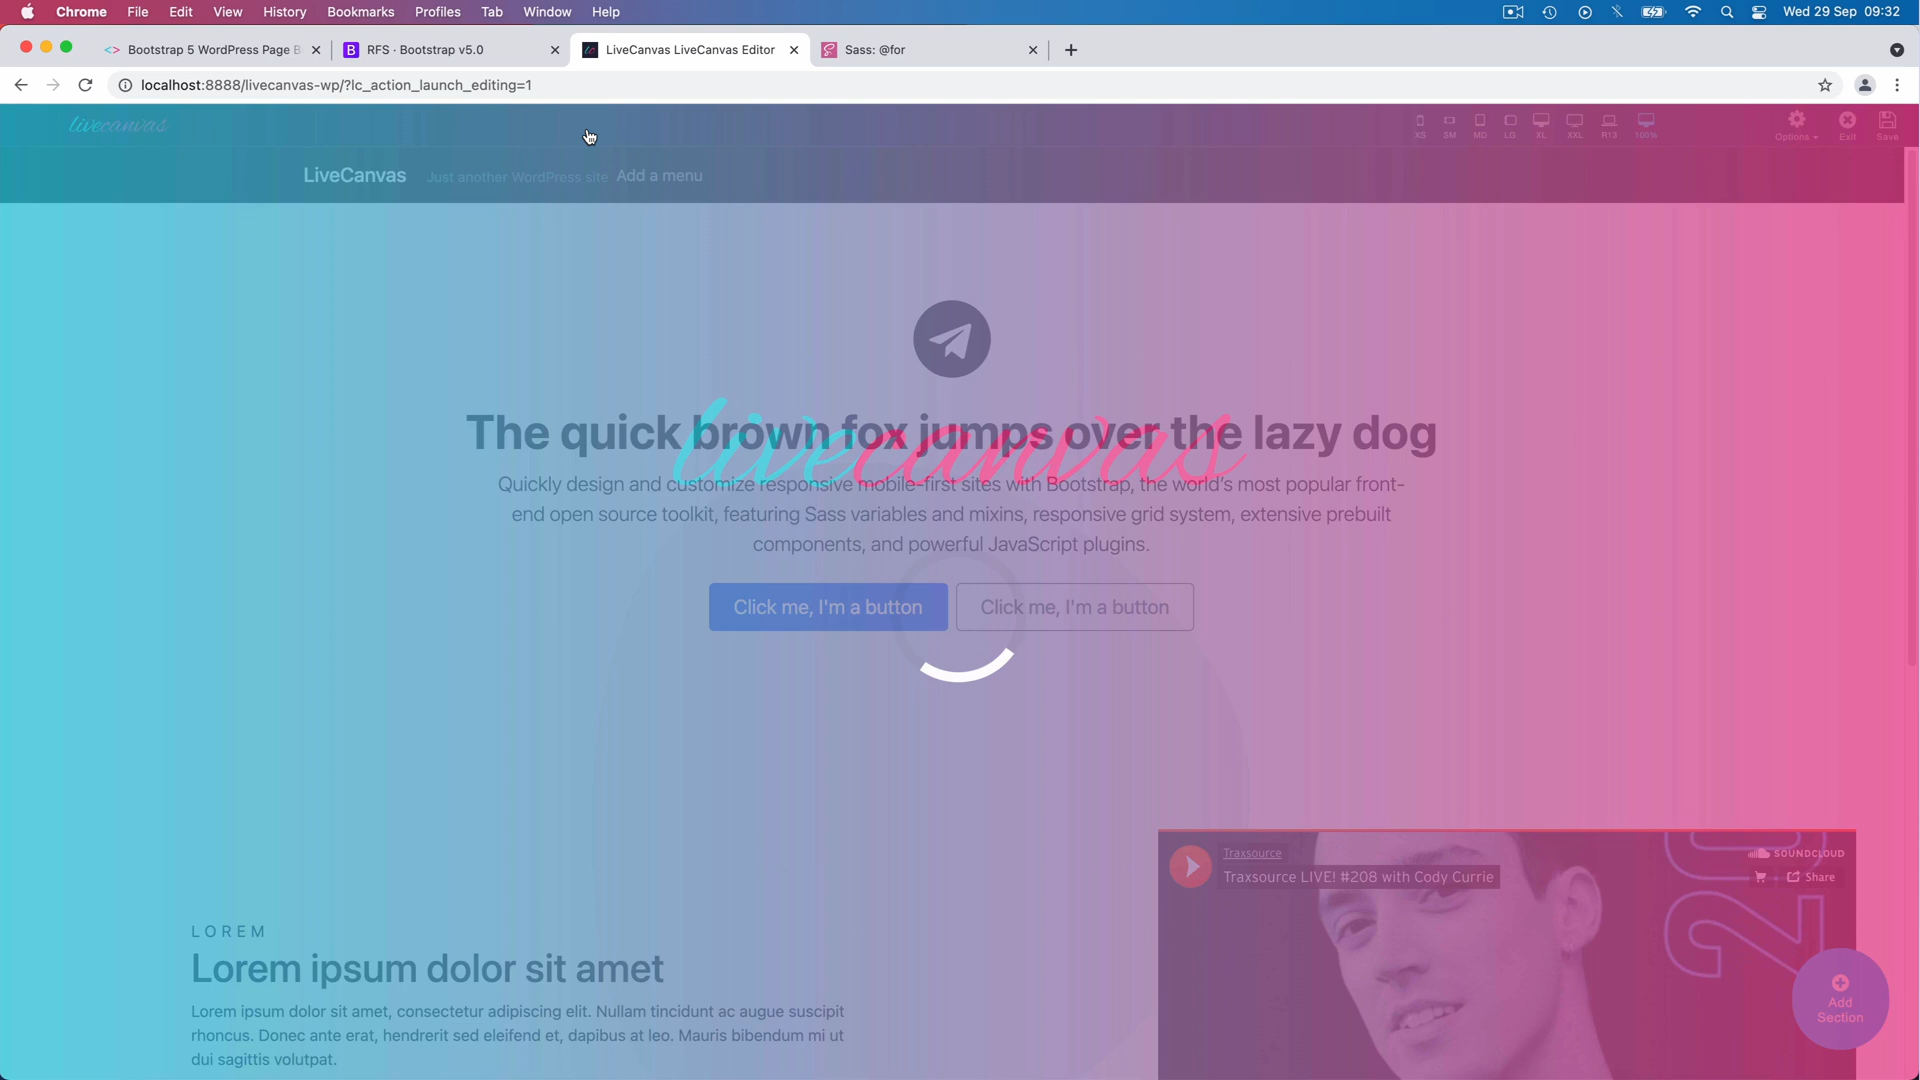 Chrome File Edit View History Bookmarks Profiles Tab Window Help Wed 29 Sep 09:32
Bootstrap 5 WordPress Page B RFS · Bootstrap v5.0 LiveCanvas LiveCanvas Editor Sass: @for
localhost:8888/livecanvas-wp/?lc_action_launch_editing=1
livecanvas XS SM MD LG XL XXL R13 100% Options Exit Save
LiveCanvas Just another WordPress site Add a menu
The quick brown fox jumps over the lazy dog
livecanvas
Quickly design and customize responsive mobile-first sites with Bootstrap, the world's most popular front-
end open source toolkit, featuring Sass variables and mixins, responsive grid system, extensive prebuilt
components, and powerful JavaScript plugins.
Click me, I'm a button Click me, I'm a button
Traxsource SOUNDCLOUD
Traxsource LIVE! #208 with Cody Currie Share
LOREM
Lorem ipsum dolor sit amet
Lorem ipsum dolor sit amet, consectetur adipiscing elit. Nullam tincidunt ac augue suscipit
rhoncus. Donec ante erat, hendrerit sed eleifend et, dapibus at leo. Mauris bibendum mi ut
dui sagittis volutpat.
Add
Section